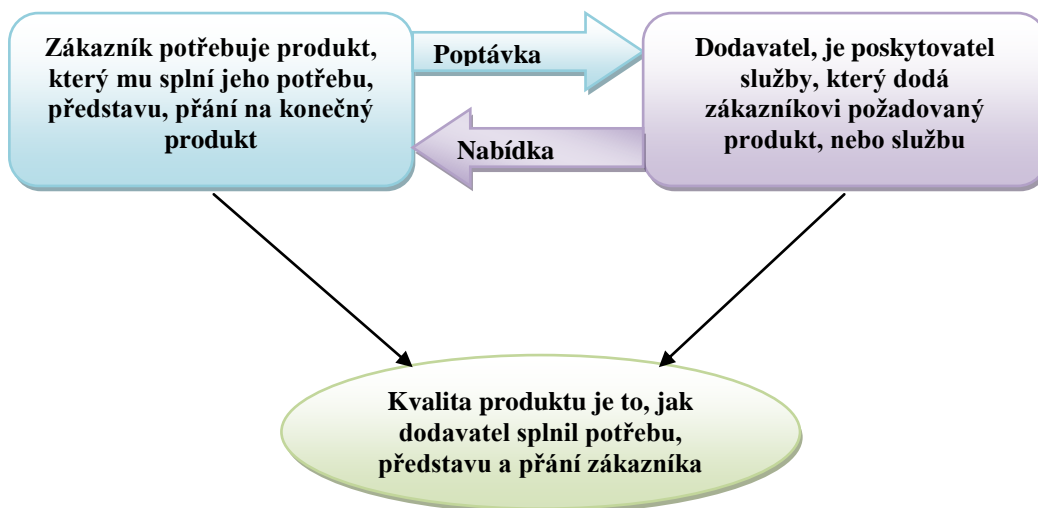 Zákazník potřebuje produkt,
který mu splní jeho potřebu,
představu, přání na konečný
produkt
Poptávka
Nabídka
Dodavatel, je poskytovatel
služby, který dodá
zákazníkovi požadovaný
produkt, nebo službu
Kvalita produktu je to, jak
dodavatel splnil potřebu,
představu a přání zákazníka